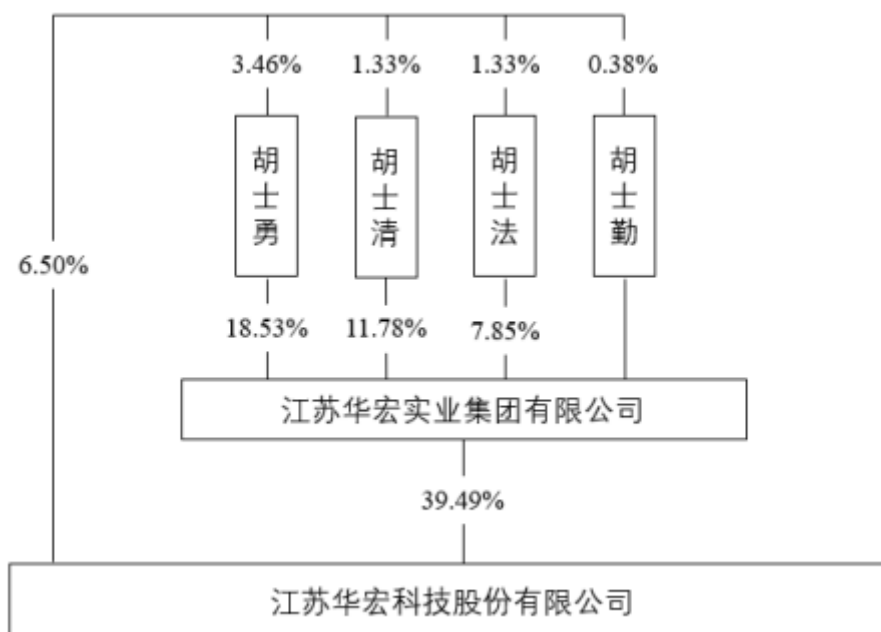 3.46% 1.33% 1.33% 0.38%
胡士勇
胡士清
胡士法
胡士勤
6.50%
18.53% 11.78% 7.85%
江苏华宏实业集团有限公司
39.49%
江苏华宏科技股份有限公司